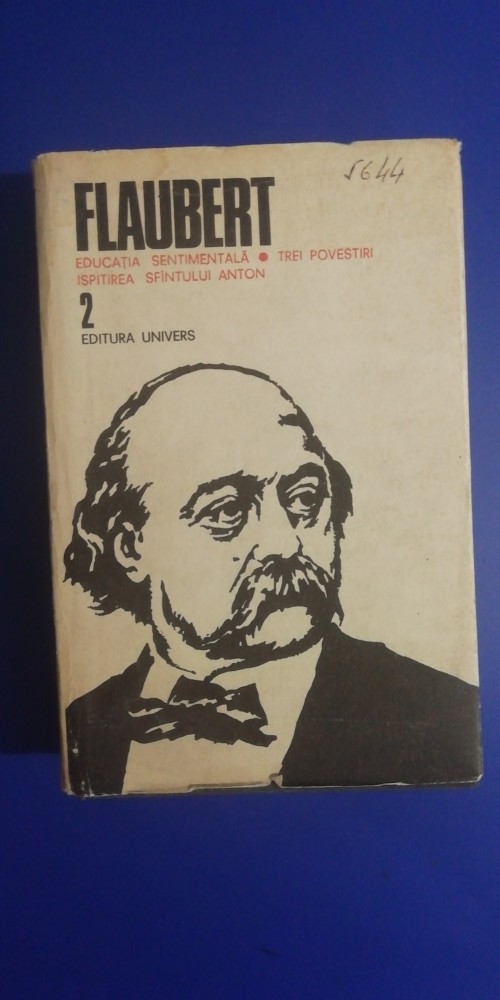 5644
FLAUBERT
EDUCAȚIA SENTIMENTALĂ • TREI POVESTIRI
ISPITIREA SFÎNTULUI ANTON
2
EDITURA UNIVERS